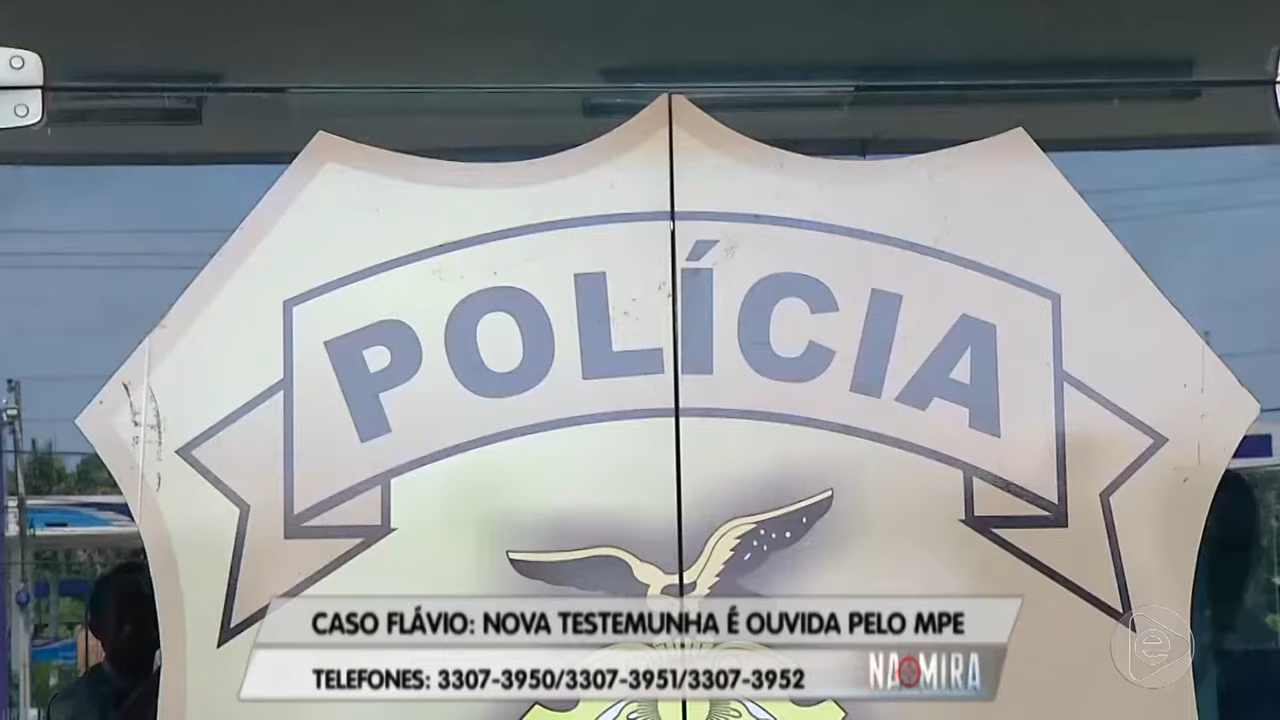 POLÍCIA
CASO FLÁVIO: NOVA TESTEMUNHA É OUVIDA PELO MPE
TELEFONES: 3307-3950/3307-3951/3307-3952
NA MIRA
e